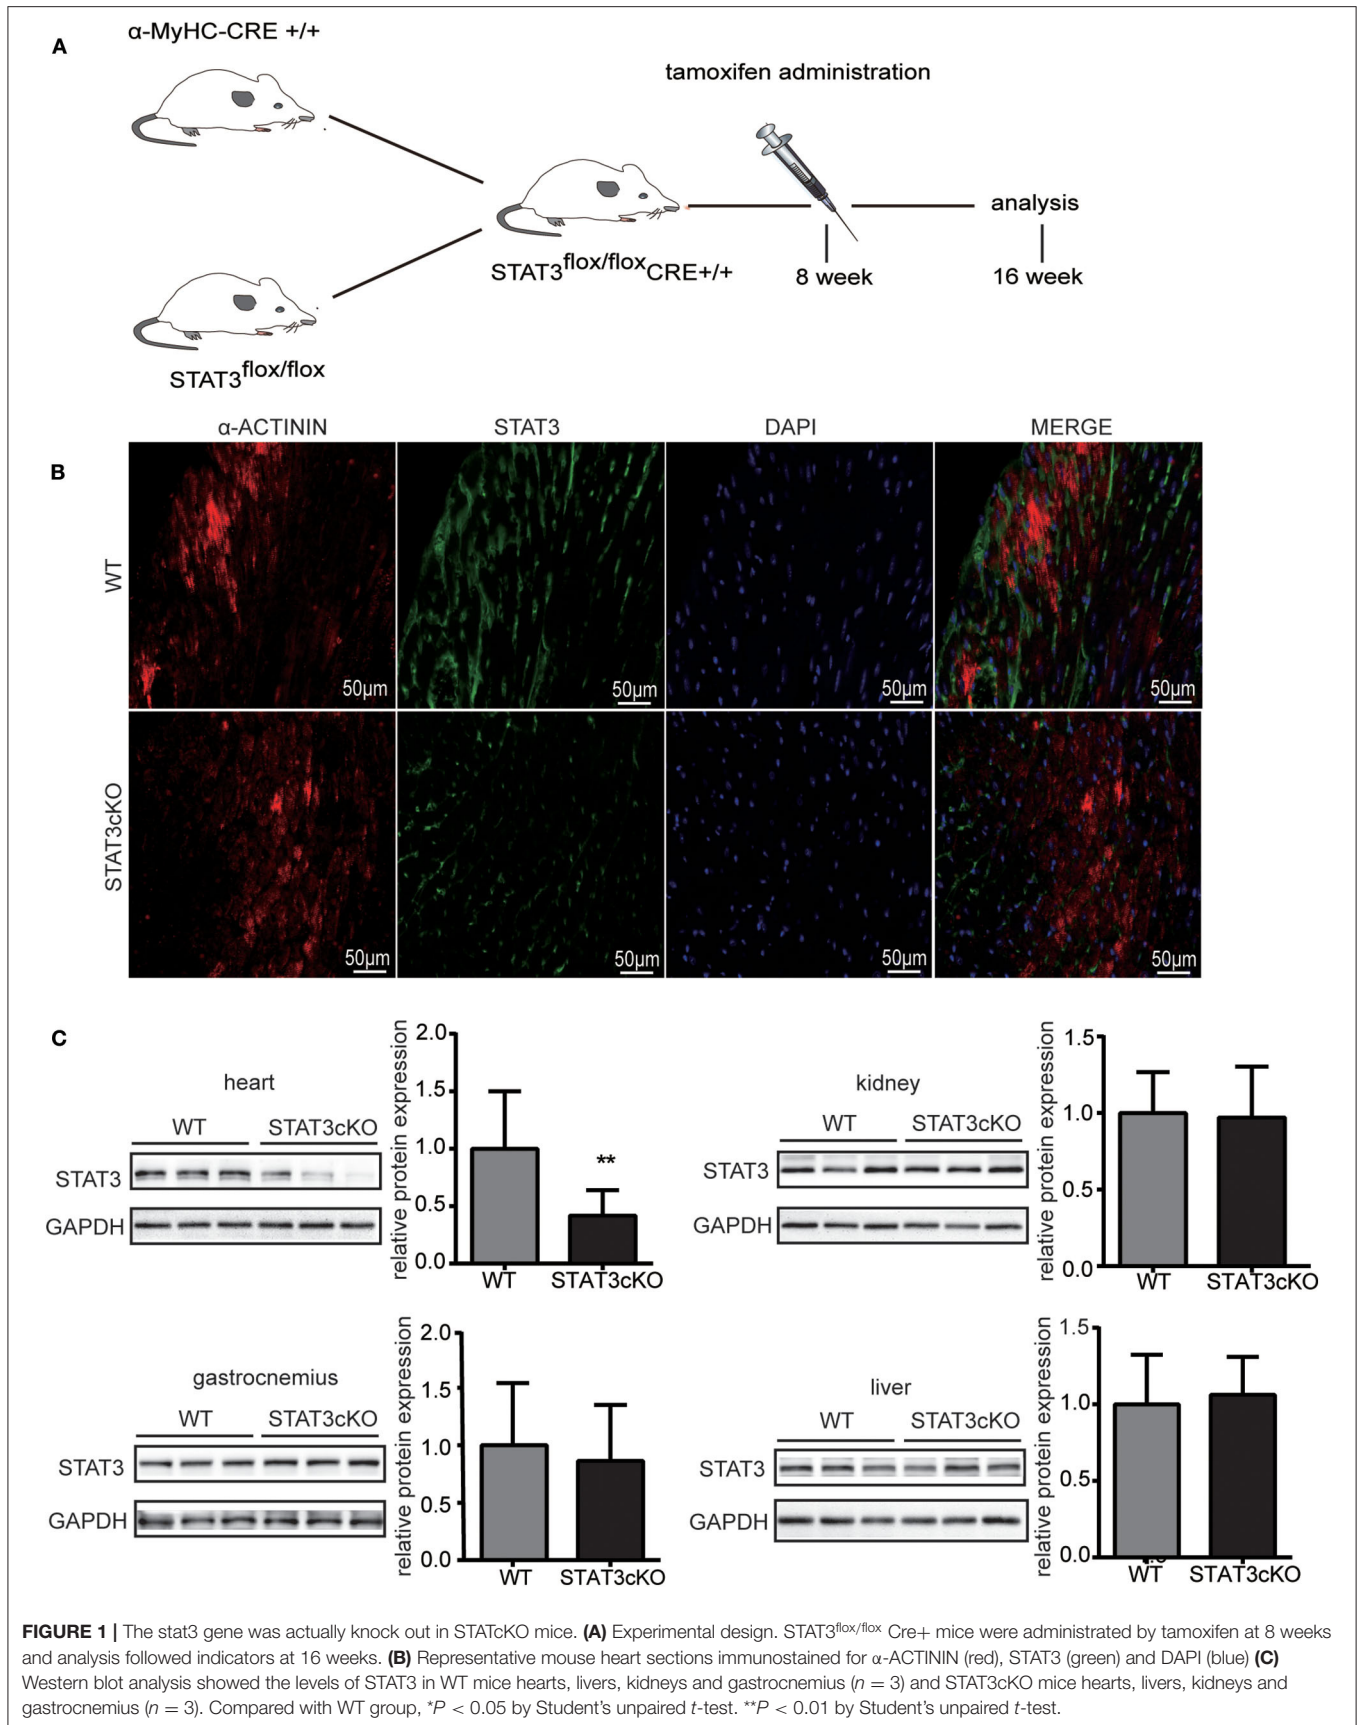 A
α-MyHC-CRE +/+
tamoxifen administration
STAT3flox/floxCRE+/+
analysis
8 week
16 week
STAT3flox/flox
B
α-ACTININ STAT3 DAPI MERGE
WT
50µm 50µm 50µm 50µm
STAT3cKO
50µm 50µm 50µm 50µm
C
heart
WT STAT3cKO
STAT3
GAPDH
relative protein expression
2.0
1.5
1.0
0.5
0.0
**
WT STAT3cKO
kidney
WT STAT3cKO
STAT3
GAPDH
relative protein expression
1.5
1.0
0.5
0.0
WT STAT3cKO
gastrocnemius
WT STAT3cKO
STAT3
GAPDH
relative protein expression
2.0
1.5
1.0
0.5
0.0
WT STAT3cKO
liver
WT STAT3cKO
STAT3
GAPDH
relative protein expression
1.5
1.0
0.5
0.0
WT STAT3cKO
FIGURE 1 | The stat3 gene was actually knock out in STATcKO mice. (A) Experimental design. STAT3flox/flox Cre+ mice were administrated by tamoxifen at 8 weeks
and analysis followed indicators at 16 weeks. (B) Representative mouse heart sections immunostained for α-ACTININ (red), STAT3 (green) and DAPI (blue) (C)
Western blot analysis showed the levels of STAT3 in WT mice hearts, livers, kidneys and gastrocnemius (n = 3) and STAT3cKO mice hearts, livers, kidneys and
gastrocnemius (n = 3). Compared with WT group, *P < 0.05 by Student's unpaired t-test. **P < 0.01 by Student's unpaired t-test.